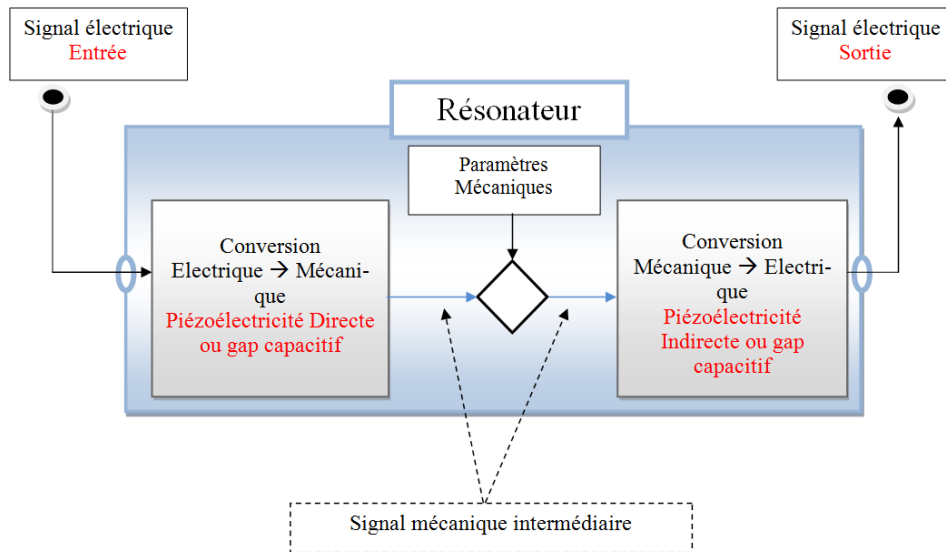 Signal électrique
Entrée
Signal électrique
Sortie
Résonateur
Paramètres
Mécaniques
Conversion
Electrique → Mécani-
que
Piézoélectricité Directe
ou gap capacitif
Conversion
Mécanique → Electri-
que
Piézoélectricité
Indirecte ou gap
capacitif
Signal mécanique intermédiaire